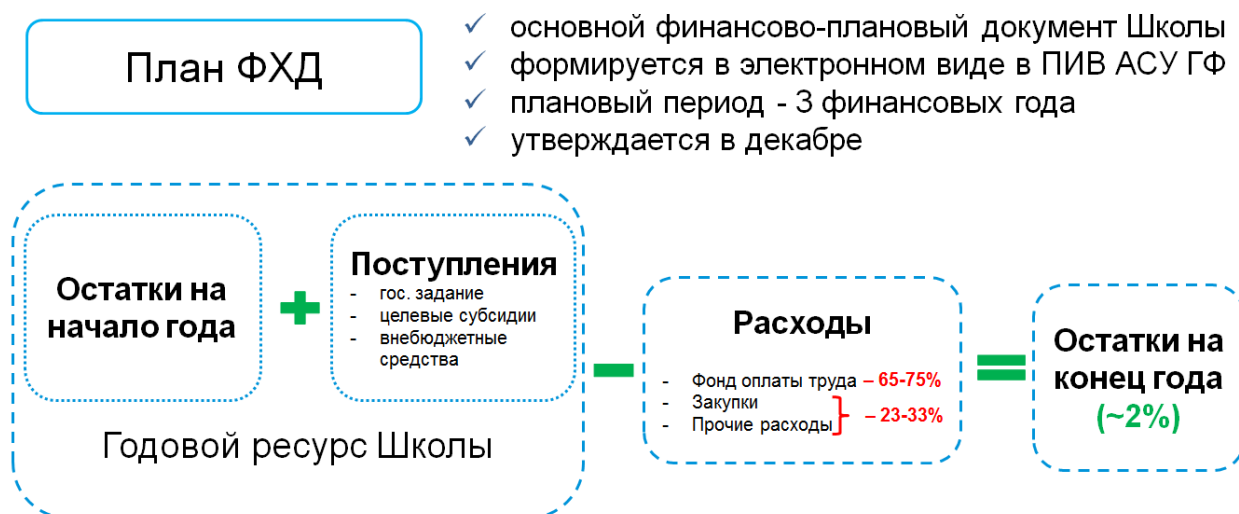 План ФХД
✓ основной финансово-плановый документ Школы
✓ формируется в электронном виде в ПИВ АСУ ГФ
✓ плановый период - 3 финансовых года
✓ утверждается в декабре
Остатки на
начало года
+
Поступления
- гос. задание
- целевые субсидии
- внебюджетные
средства
Годовой ресурс Школы
–
Расходы
- Фонд оплаты труда – 65-75%
- Закупки
- Прочие расходы
– 23-33%
=
Остатки на
конец года
(~2%)